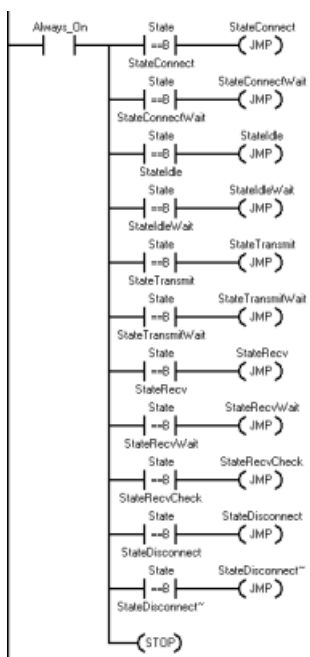 Always_On State StateConnect
==B JMP
StateConnect
State StateConnectWait
==B JMP
StateConnectWait
State StateIdle
==B JMP
StateIdle
State StateIdleWait
==B JMP
StateIdleWait
State StateTransmit
==B JMP
StateTransmit
State StateTransmitWait
==B JMP
StateTransmitWait
State StateRecv
==B JMP
StateRecv
State StateRecvWait
==B JMP
StateRecvWait
State StateRecvCheck
==B JMP
StateRecvCheck
State StateDisconnect
==B JMP
StateDisconnect
State StateDisconnect~
==B JMP
StateDisconnect~
STOP